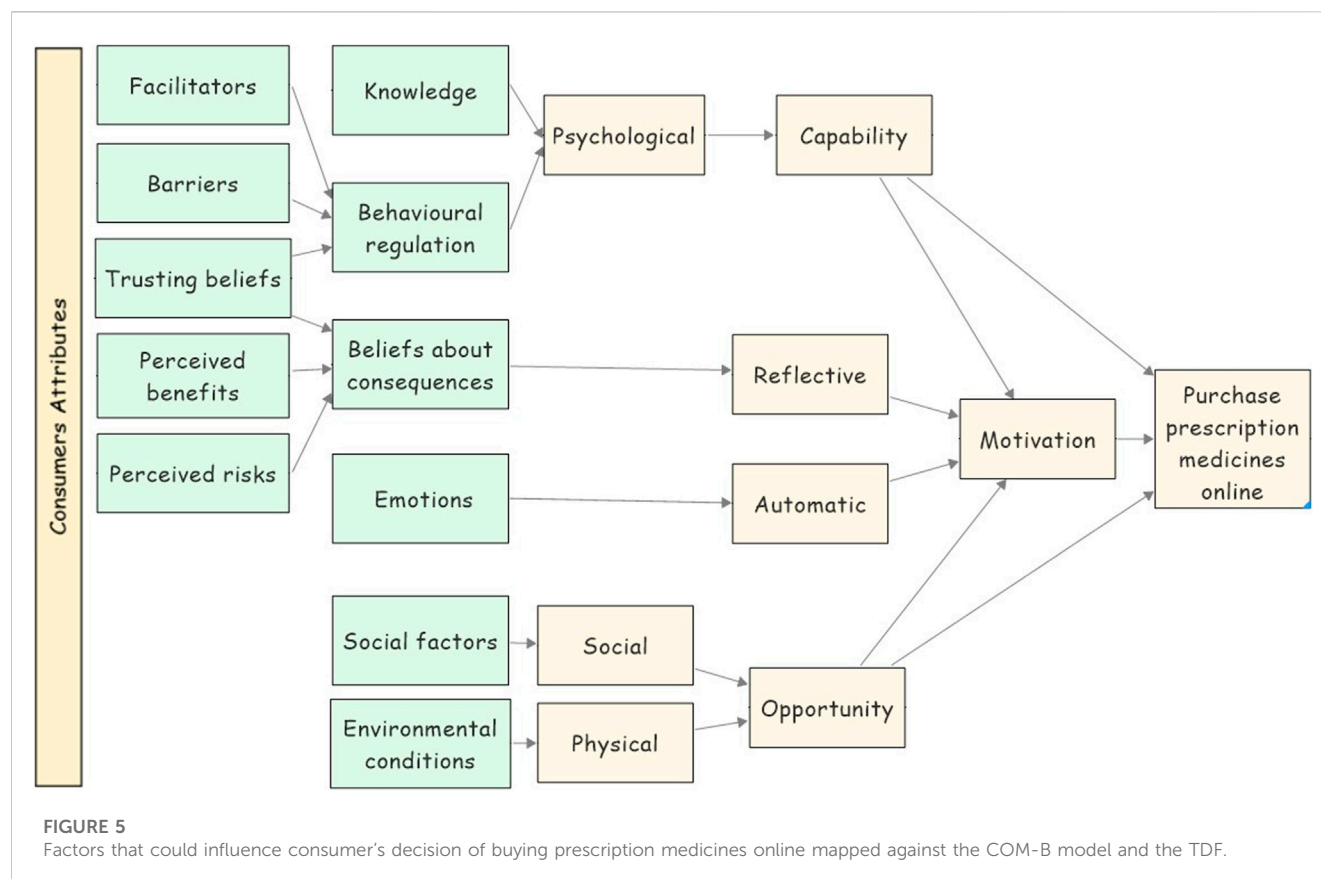 Consumers Attributes
Facilitators
Barriers
Trusting beliefs
Perceived
benefits
Perceived risks
Knowledge
Behavioural
regulation
Beliefs about
consequences
Emotions
Social factors
Environmental
conditions
Psychological
Social
Physical
Capability
Reflective
Automatic
Opportunity
Motivation
Purchase
prescription
medicines
online
FIGURE 5
Factors that could influence consumer's decision of buying prescription medicines online mapped against the COM-B model and the TDF.